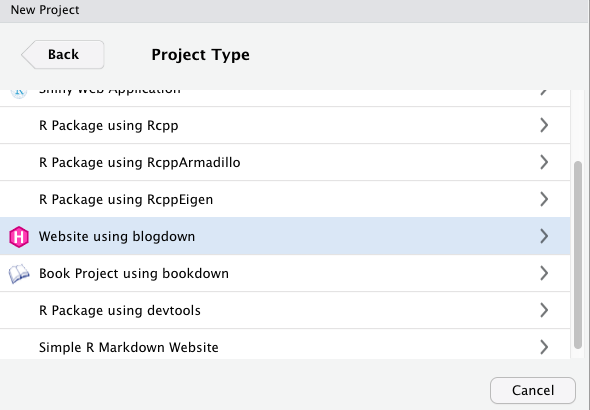 New Project
Back
Project Type
Shiny Web Application
R Package using Rcpp
R Package using RcppArmadillo
R Package using RcppEigen
H
Website using blogdown
Book Project using bookdown
R Package using devtools
Simple R Markdown Website
Cancel